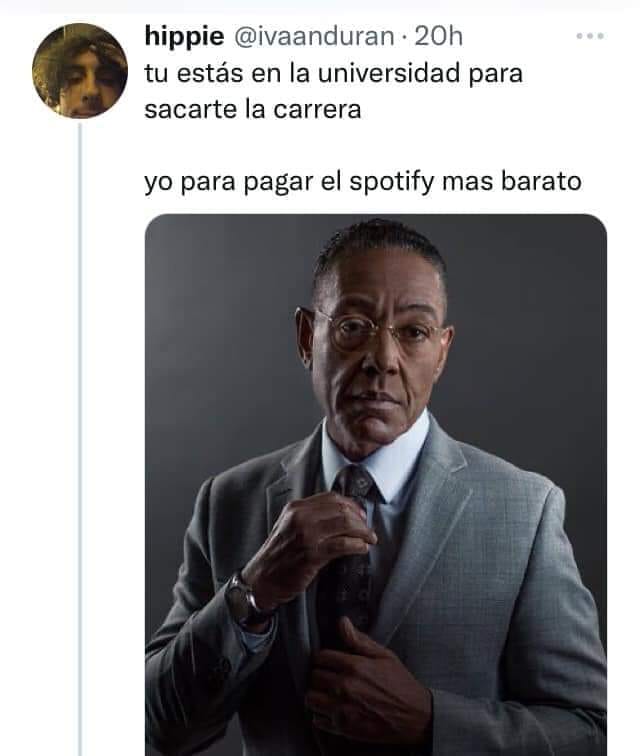 hippie @ivaanduran · 20h
tu estás en la universidad para
sacarte la carrera
yo para pagar el spotify mas barato